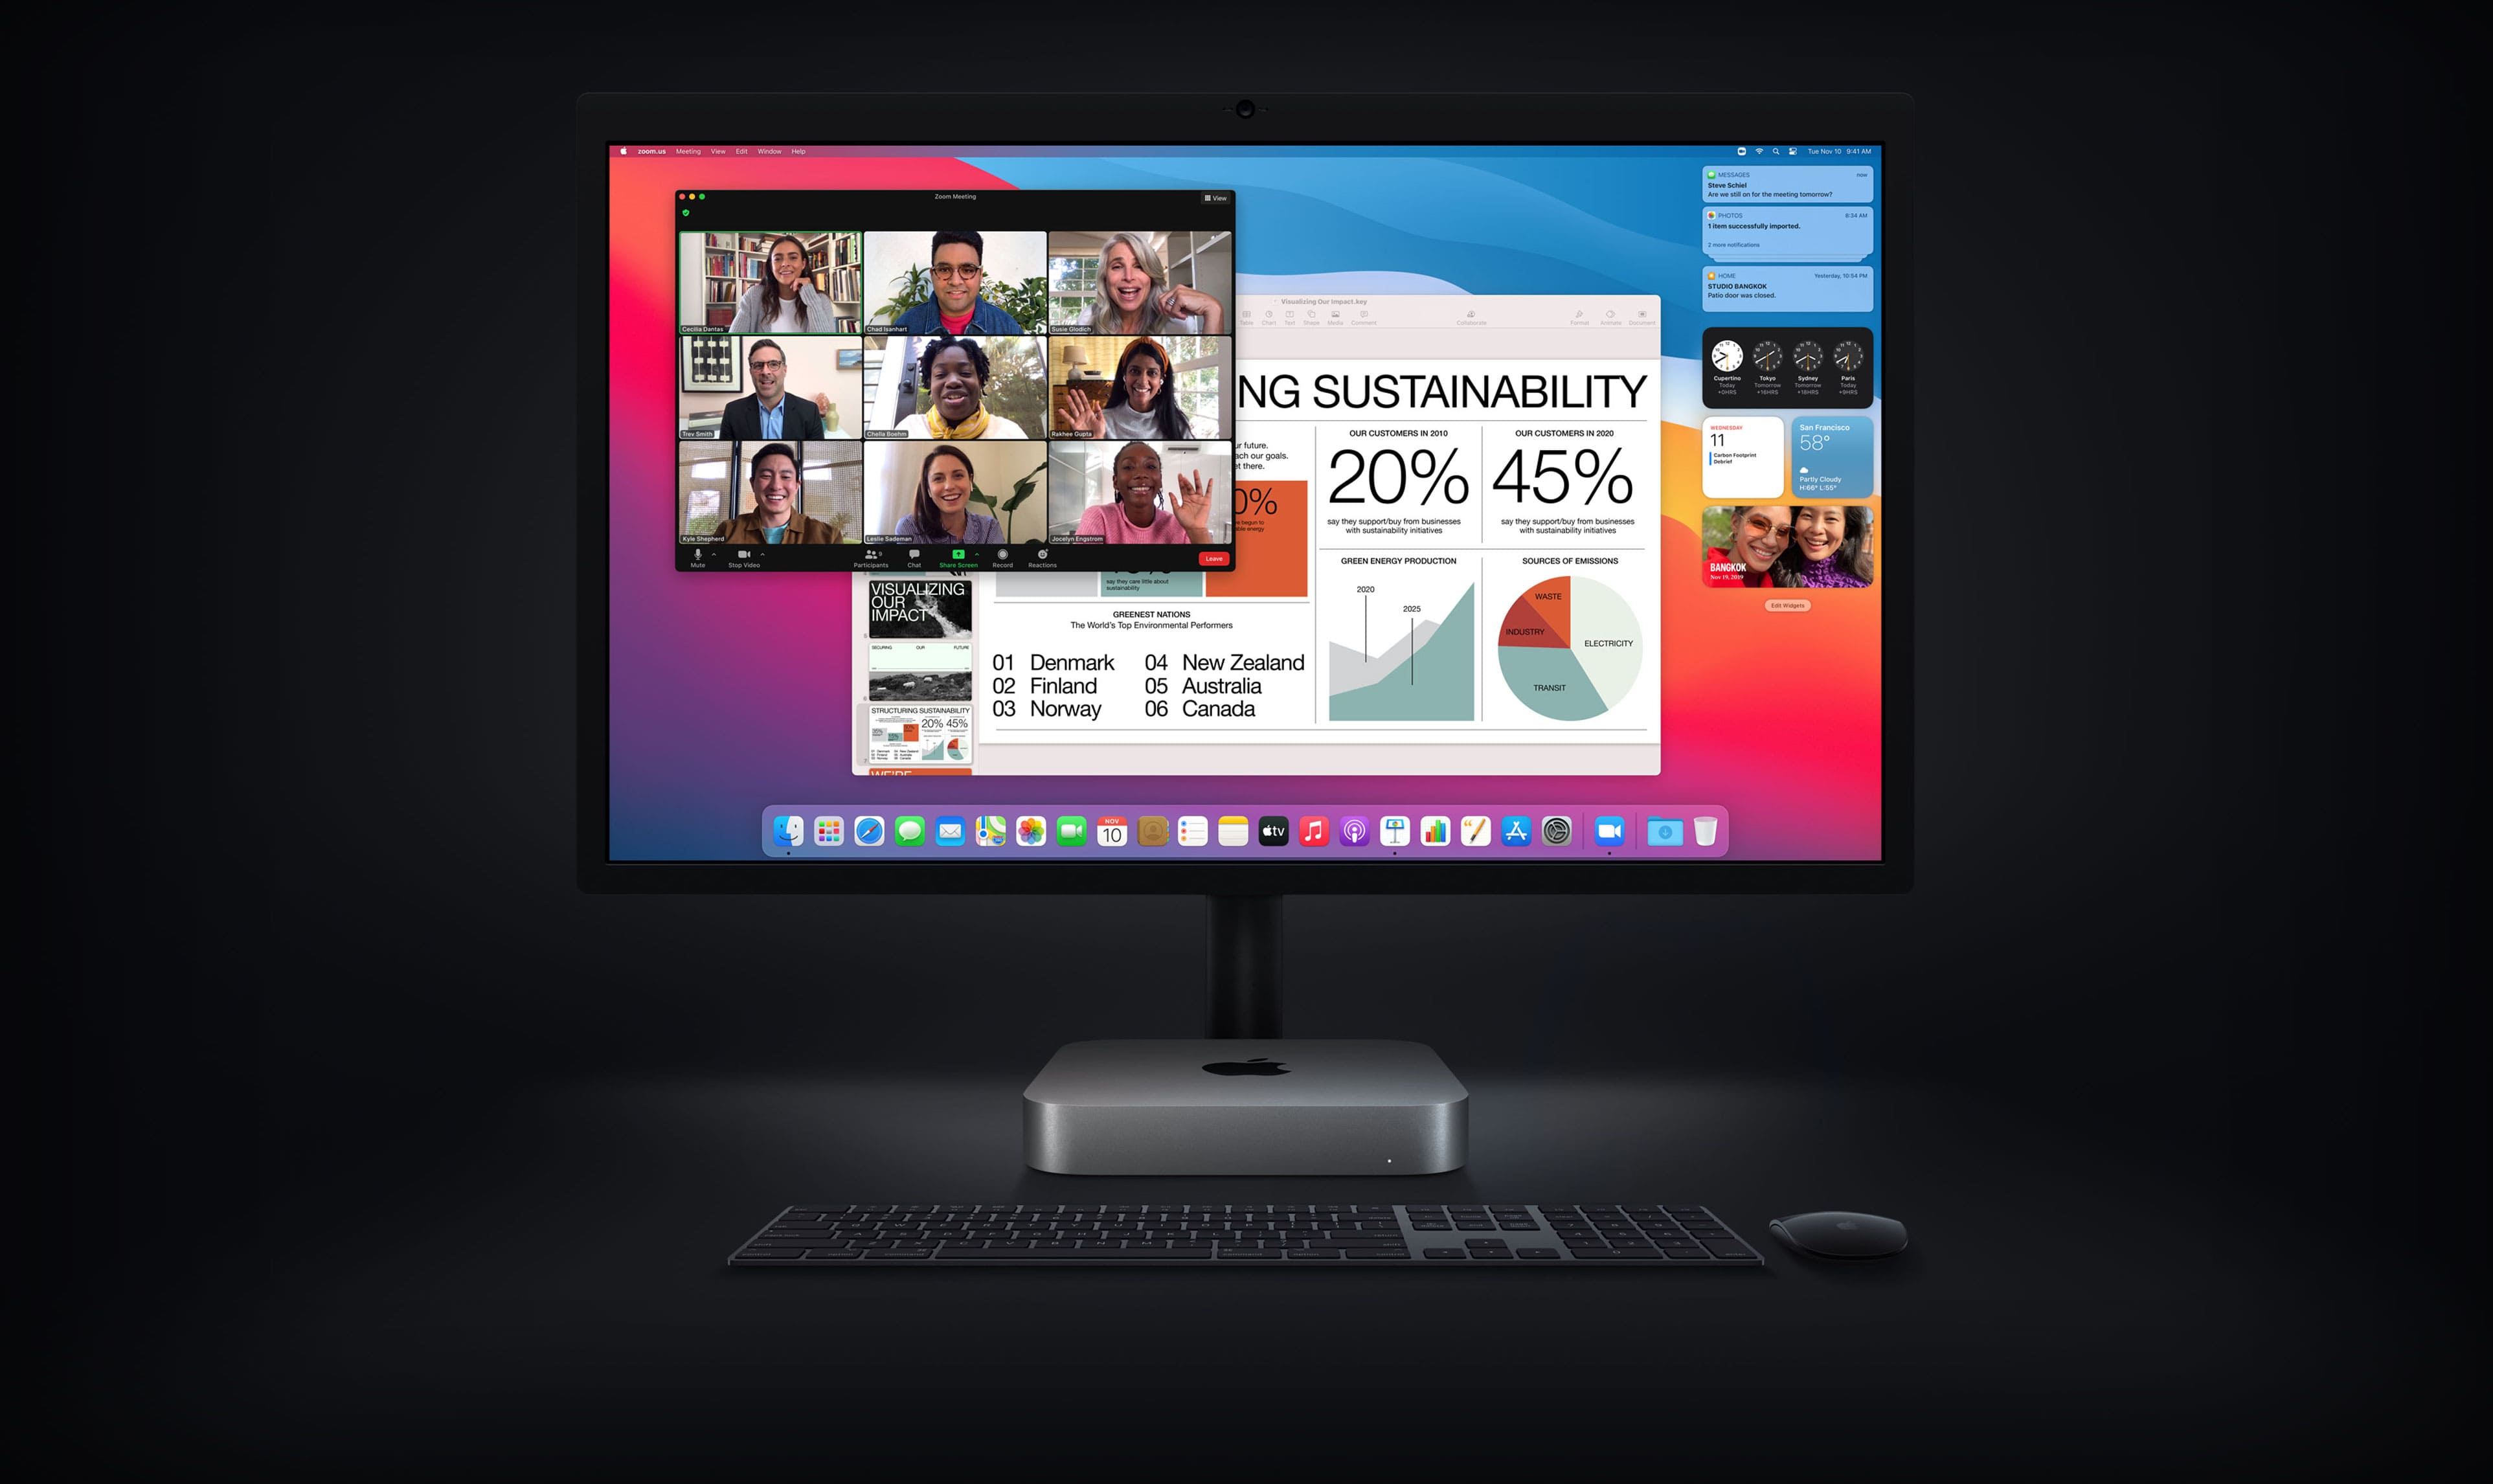 zoom.us Meeting View Edit Window Help
Tue Nov 10 9:41 AM
Zoom Meeting
View
Cecilia Dantas
Chad Isanhart
Susie Glodich
Trev Smith
Chella Boehm
Rakhee Gupta
Kyle Shepherd
Leslie Sademan
Jocelyn Engstrom
Mute
Stop Video
Participants
9
Chat
Share Screen
Record
Reactions
Leave
Visualizing Our Impact.key
Table Chart Text Shape Media Comment
Collaborate
Format Animate Document
NG SUSTAINABILITY
ur future.
ach our goals.
et there.
0%
begun to
able energy
say they care little about
sustainability
OUR CUSTOMERS IN 2010
20%
say they support/buy from businesses
with sustainability initiatives
OUR CUSTOMERS IN 2020
45%
say they support/buy from businesses
with sustainability initiatives
GREENEST NATIONS
The World's Top Environmental Performers
01 Denmark
02 Finland
03 Norway
04 New Zealand
05 Australia
06 Canada
GREEN ENERGY PRODUCTION
2020
2025
SOURCES OF EMISSIONS
WASTE
INDUSTRY
ELECTRICITY
TRANSIT
VISUALIZING
OUR
IMPACT
5
SECURING OUR FUTURE
6
STRUCTURING SUSTAINABILITY
20% 45%
7
WE'RE
MESSAGES now
Steve Schiel
Are we still on for the meeting tomorrow?
PHOTOS 8:34 AM
1 item successfully imported.
2 more notifications
HOME Yesterday, 10:54 PM
STUDIO BANGKOK
Patio door was closed.
Cupertino
Today
+0HRS
Tokyo
Tomorrow
Sydney
Tomorrow
Paris
Today
+9HRS
WEDNESDAY
11
Carbon Footprint
Debrief
San Francisco
58°
Partly Cloudy
H:66° L:55°
BANGKOK
Nov 19, 2019
Edit Widgets
NOV
10
tv